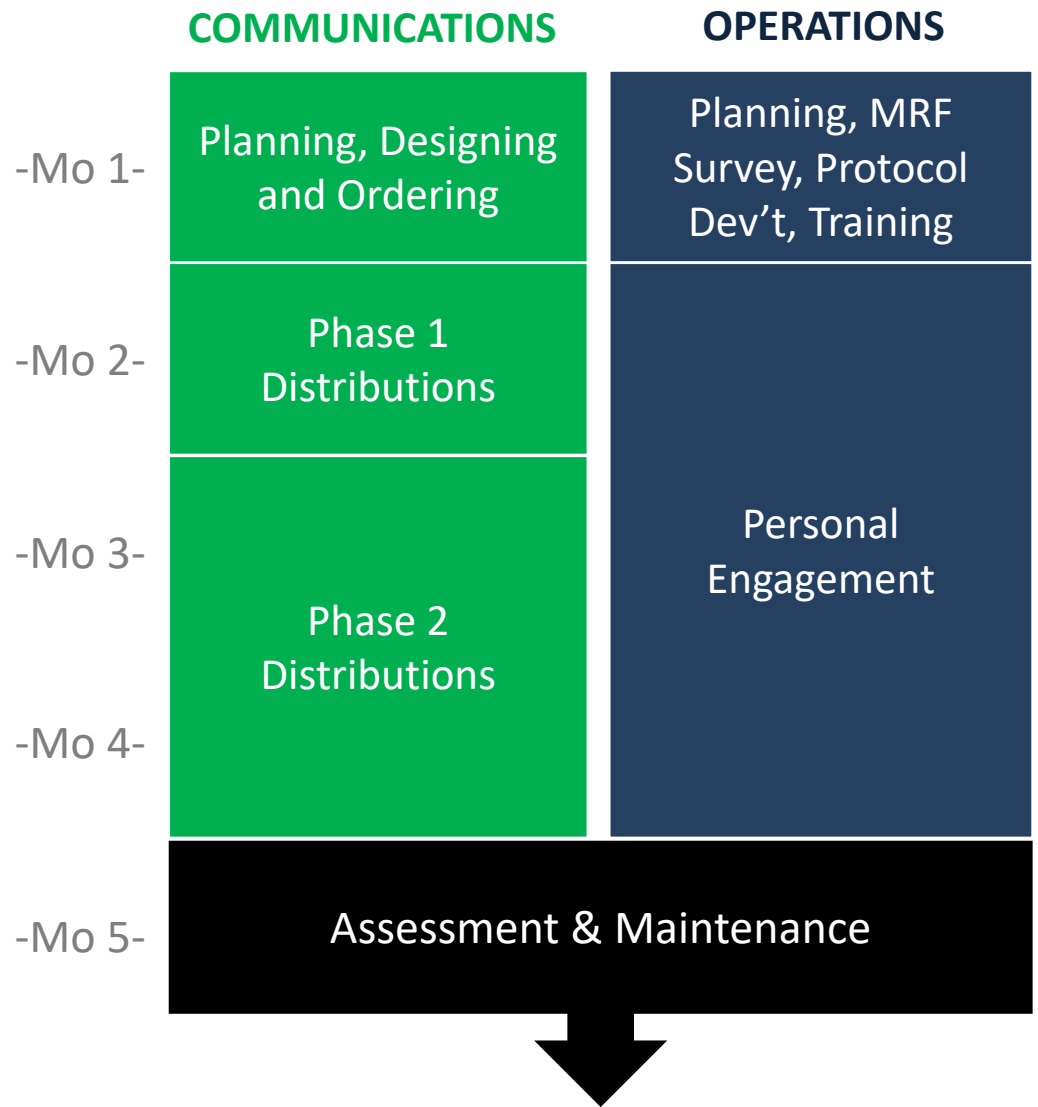 COMMUNICATIONS
OPERATIONS
-Mo 1-
Planning, Designing
and Ordering
Planning, MRF
Survey, Protocol
Dev’t, Training
-Mo 2-
Phase 1
Distributions
-Mo 3-
Personal
Engagement
Phase 2
Distributions
-Mo 4-
-Mo 5-
Assessment & Maintenance